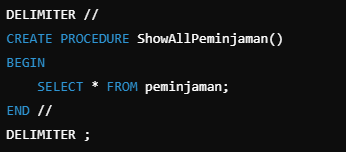 DELIMITER //
CREATE PROCEDURE ShowAllPeminjaman()
BEGIN
    SELECT * FROM peminjaman;
END //
DELIMITER ;